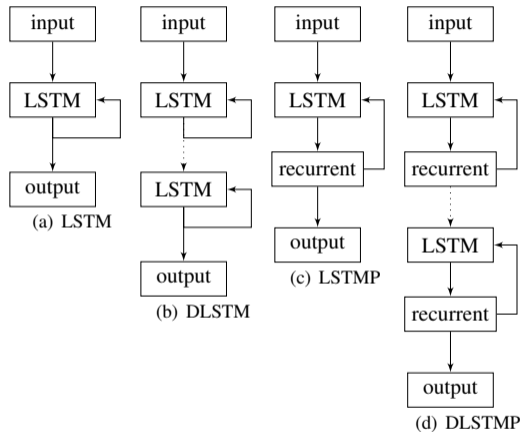 input
LSTM
output
(a) LSTM
input
LSTM
LSTM
output
(b) DLSTM
input
LSTM
recurrent
output
(c) LSTMP
input
LSTM
recurrent
LSTM
recurrent
output
(d) DLSTMP